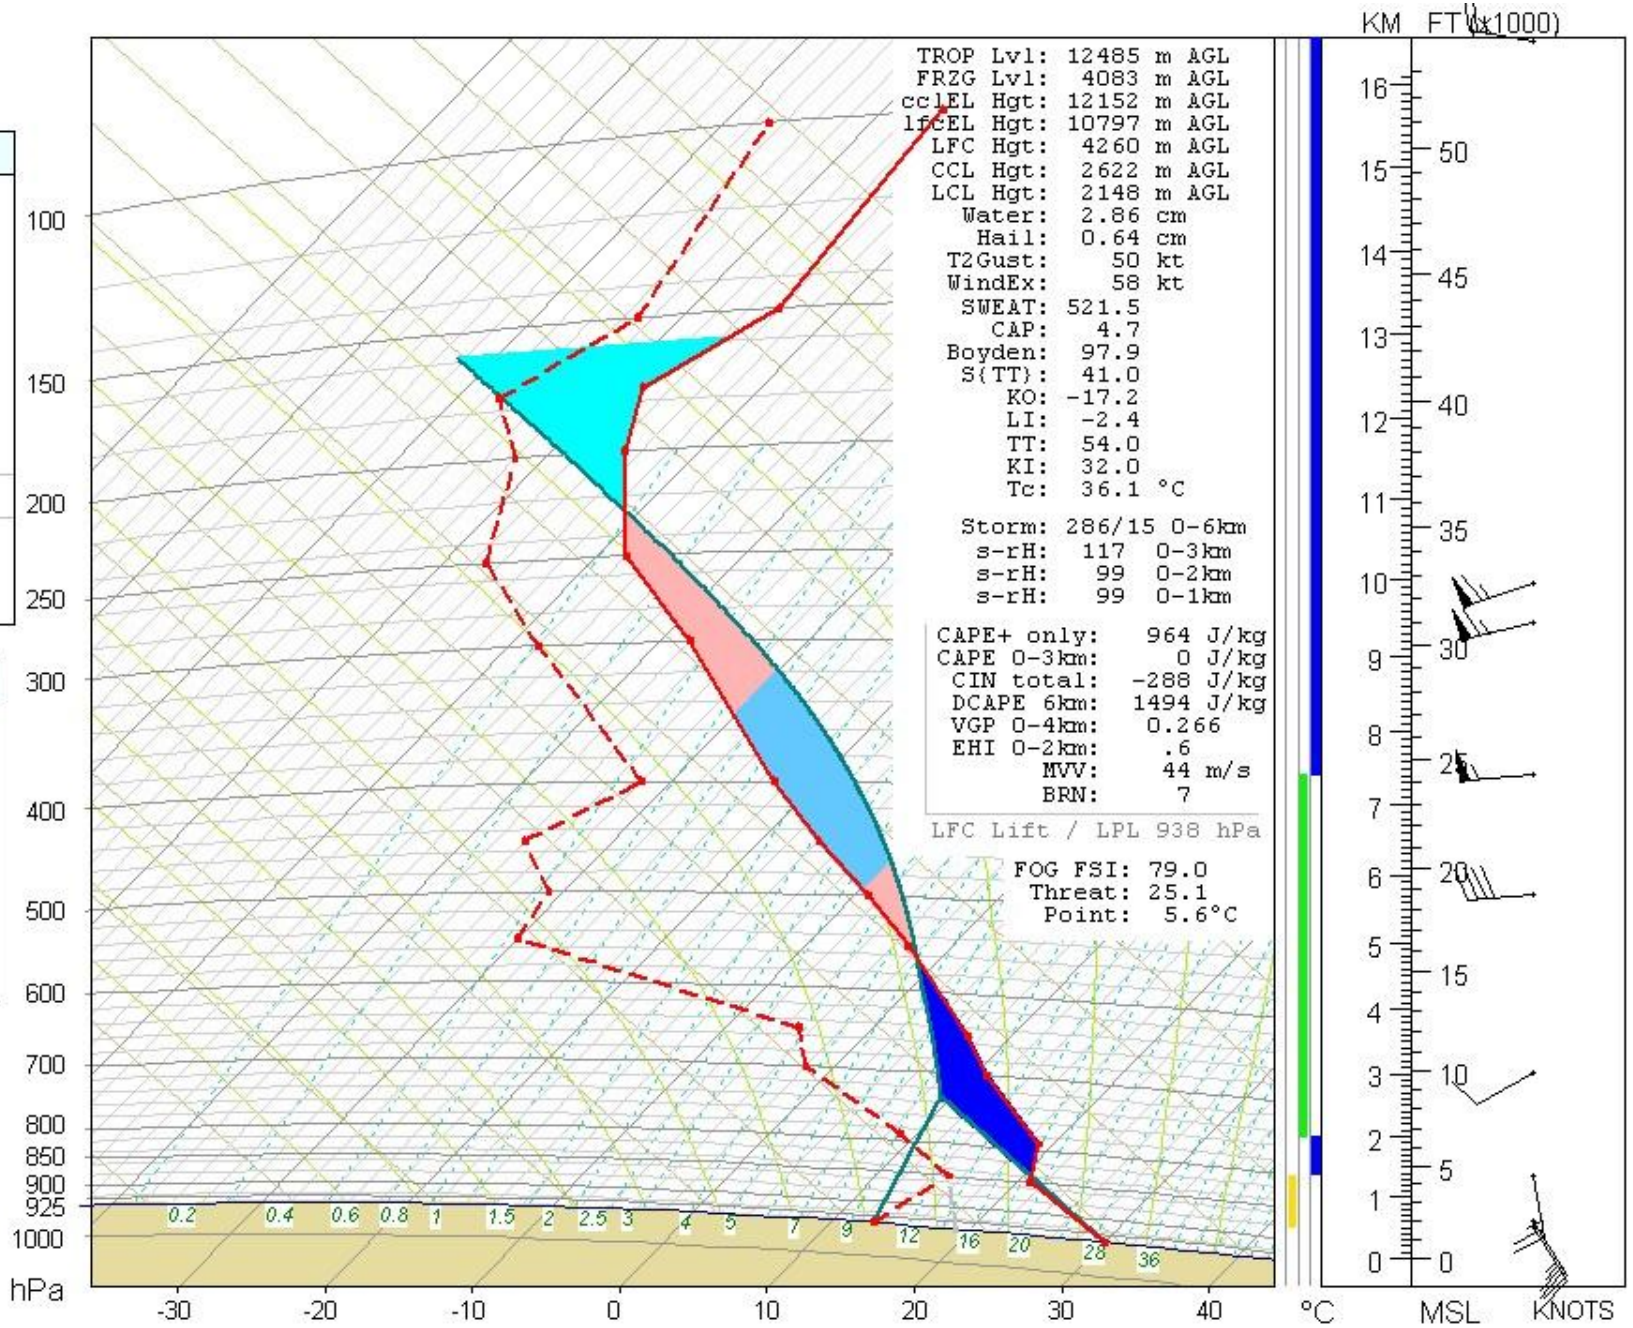 KM FT (x1000)
TROP Lvl: 12485 m AGL
FRZG Lvl: 4083 m AGL
cclEL Hgt: 12152 m AGL
lfcEL Hgt: 10797 m AGL
LFC Hgt: 4260 m AGL
CCL Hgt: 2622 m AGL
LCL Hgt: 2148 m AGL
Water: 2.86 cm
Hail: 0.64 cm
T2Gust: 50 kt
WindEx: 58 kt
SWEAT: 521.5
CAP: 4.7
Boyden: 97.9
S{TT}: 41.0
KO: -17.2
LI: -2.4
TT: 54.0
KI: 32.0
Tc: 36.1 °C
Storm: 286/15 0-6km
s-rH: 117 0-3km
s-rH: 99 0-2km
s-rH: 99 0-1km
CAPE+ only: 964 J/kg
CAPE 0-3km: 0 J/kg
CIN total: -288 J/kg
DCAPE 6km: 1494 J/kg
VGP 0-4km: 0.266
EHI 0-2km: .6
MVV: 44 m/s
BRN: 7
LFC Lift / LPL 938 hPa
FOG FSI: 79.0
Threat: 25.1
Point: 5.6°C
100
150
200
250
300
400
500
600
700
800
850
900
925
1000
hPa
0.2 0.4 0.6 0.8 1 1.5 2 2.5 3 4 5 7 9 12 16 20 28 36
-30 -20 -10 0 10 20 30 40 °C
16
15
14
13
12
11
10
9
8
7
6
5
4
3
2
1
0
50
45
40
35
30
25
20
15
10
5
0
MSL KNOTS